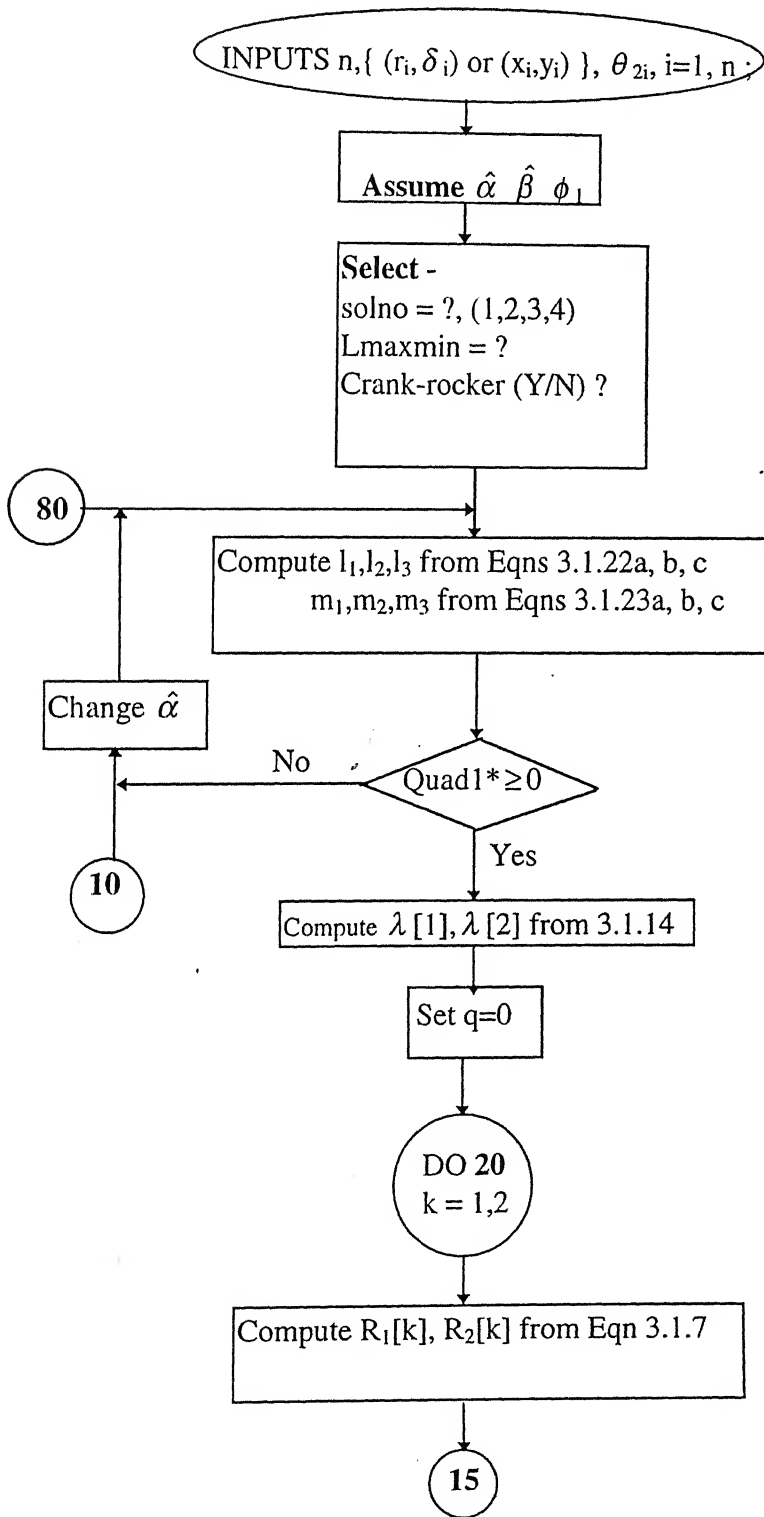 INPUTS n,{ (rᵢ, δ ᵢ) or (xᵢ,yᵢ) }, θ ₂ᵢ, i=1, n ;
Assume α̂ β̂ ϕ ₁
Select -
solno = ?, (1,2,3,4)
Lmaxmin = ?
Crank-rocker (Y/N) ?
80
Compute l₁,l₂,l₃ from Eqns 3.1.22a, b, c
m₁,m₂,m₃ from Eqns 3.1.23a, b, c
Change α̂
No
Quad1* ≥0
Yes
10
Compute λ [1], λ [2] from 3.1.14
Set q=0
DO 20
k = 1,2
Compute R₁[k], R₂[k] from Eqn 3.1.7
15